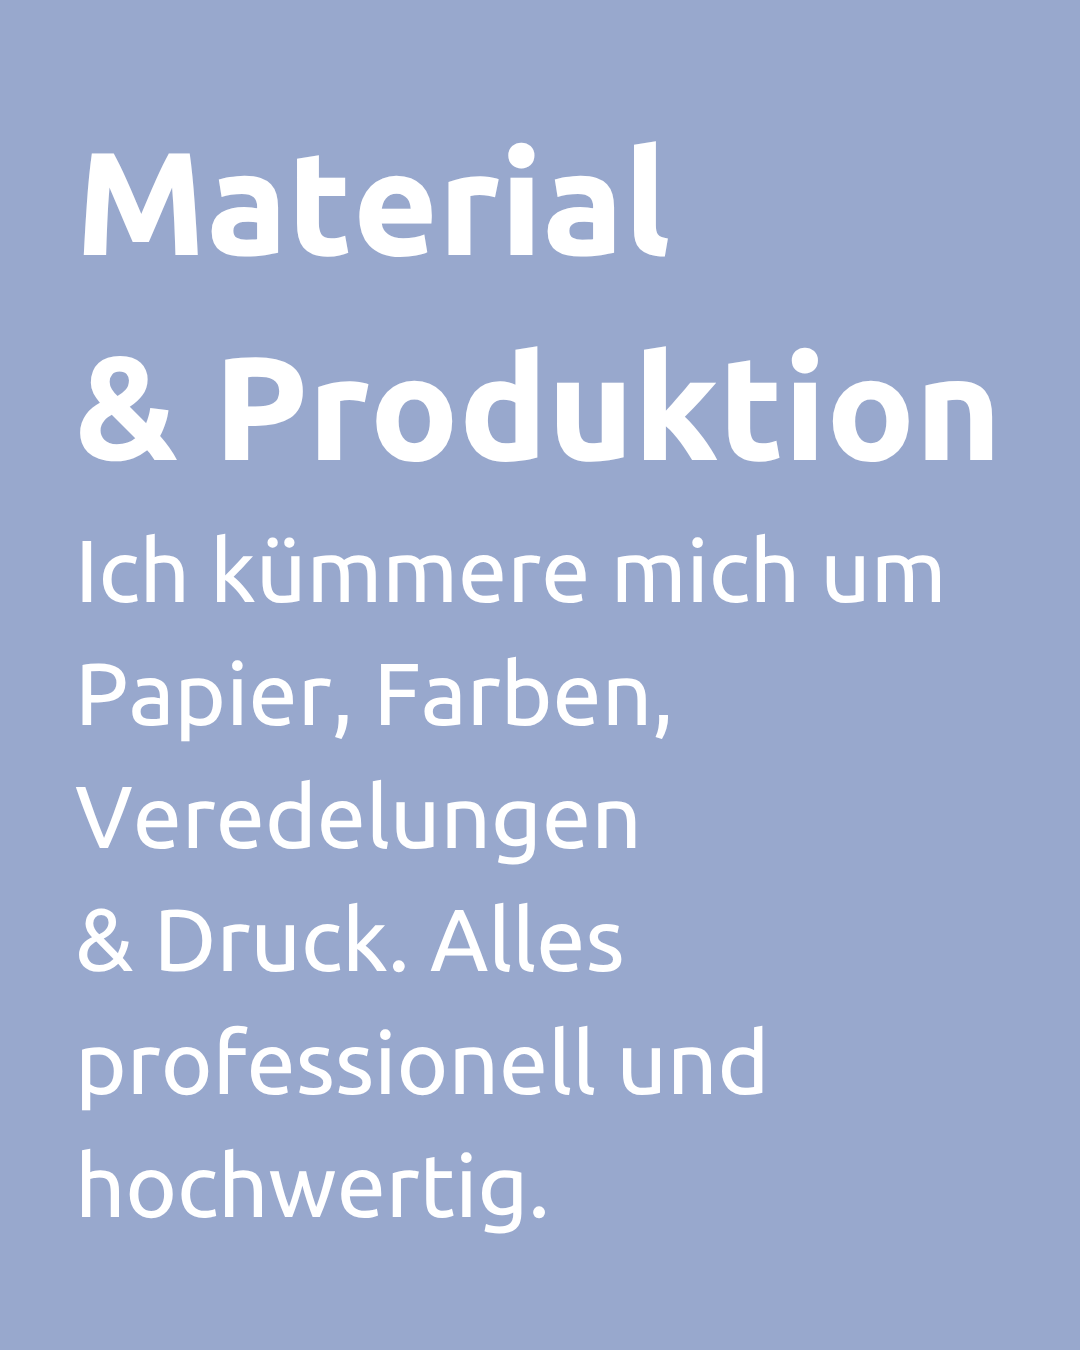 Material
& Produktion
Ich kümmere mich um
Papier, Farben,
Veredelungen
& Druck. Alles
professionell und
hochwertig.